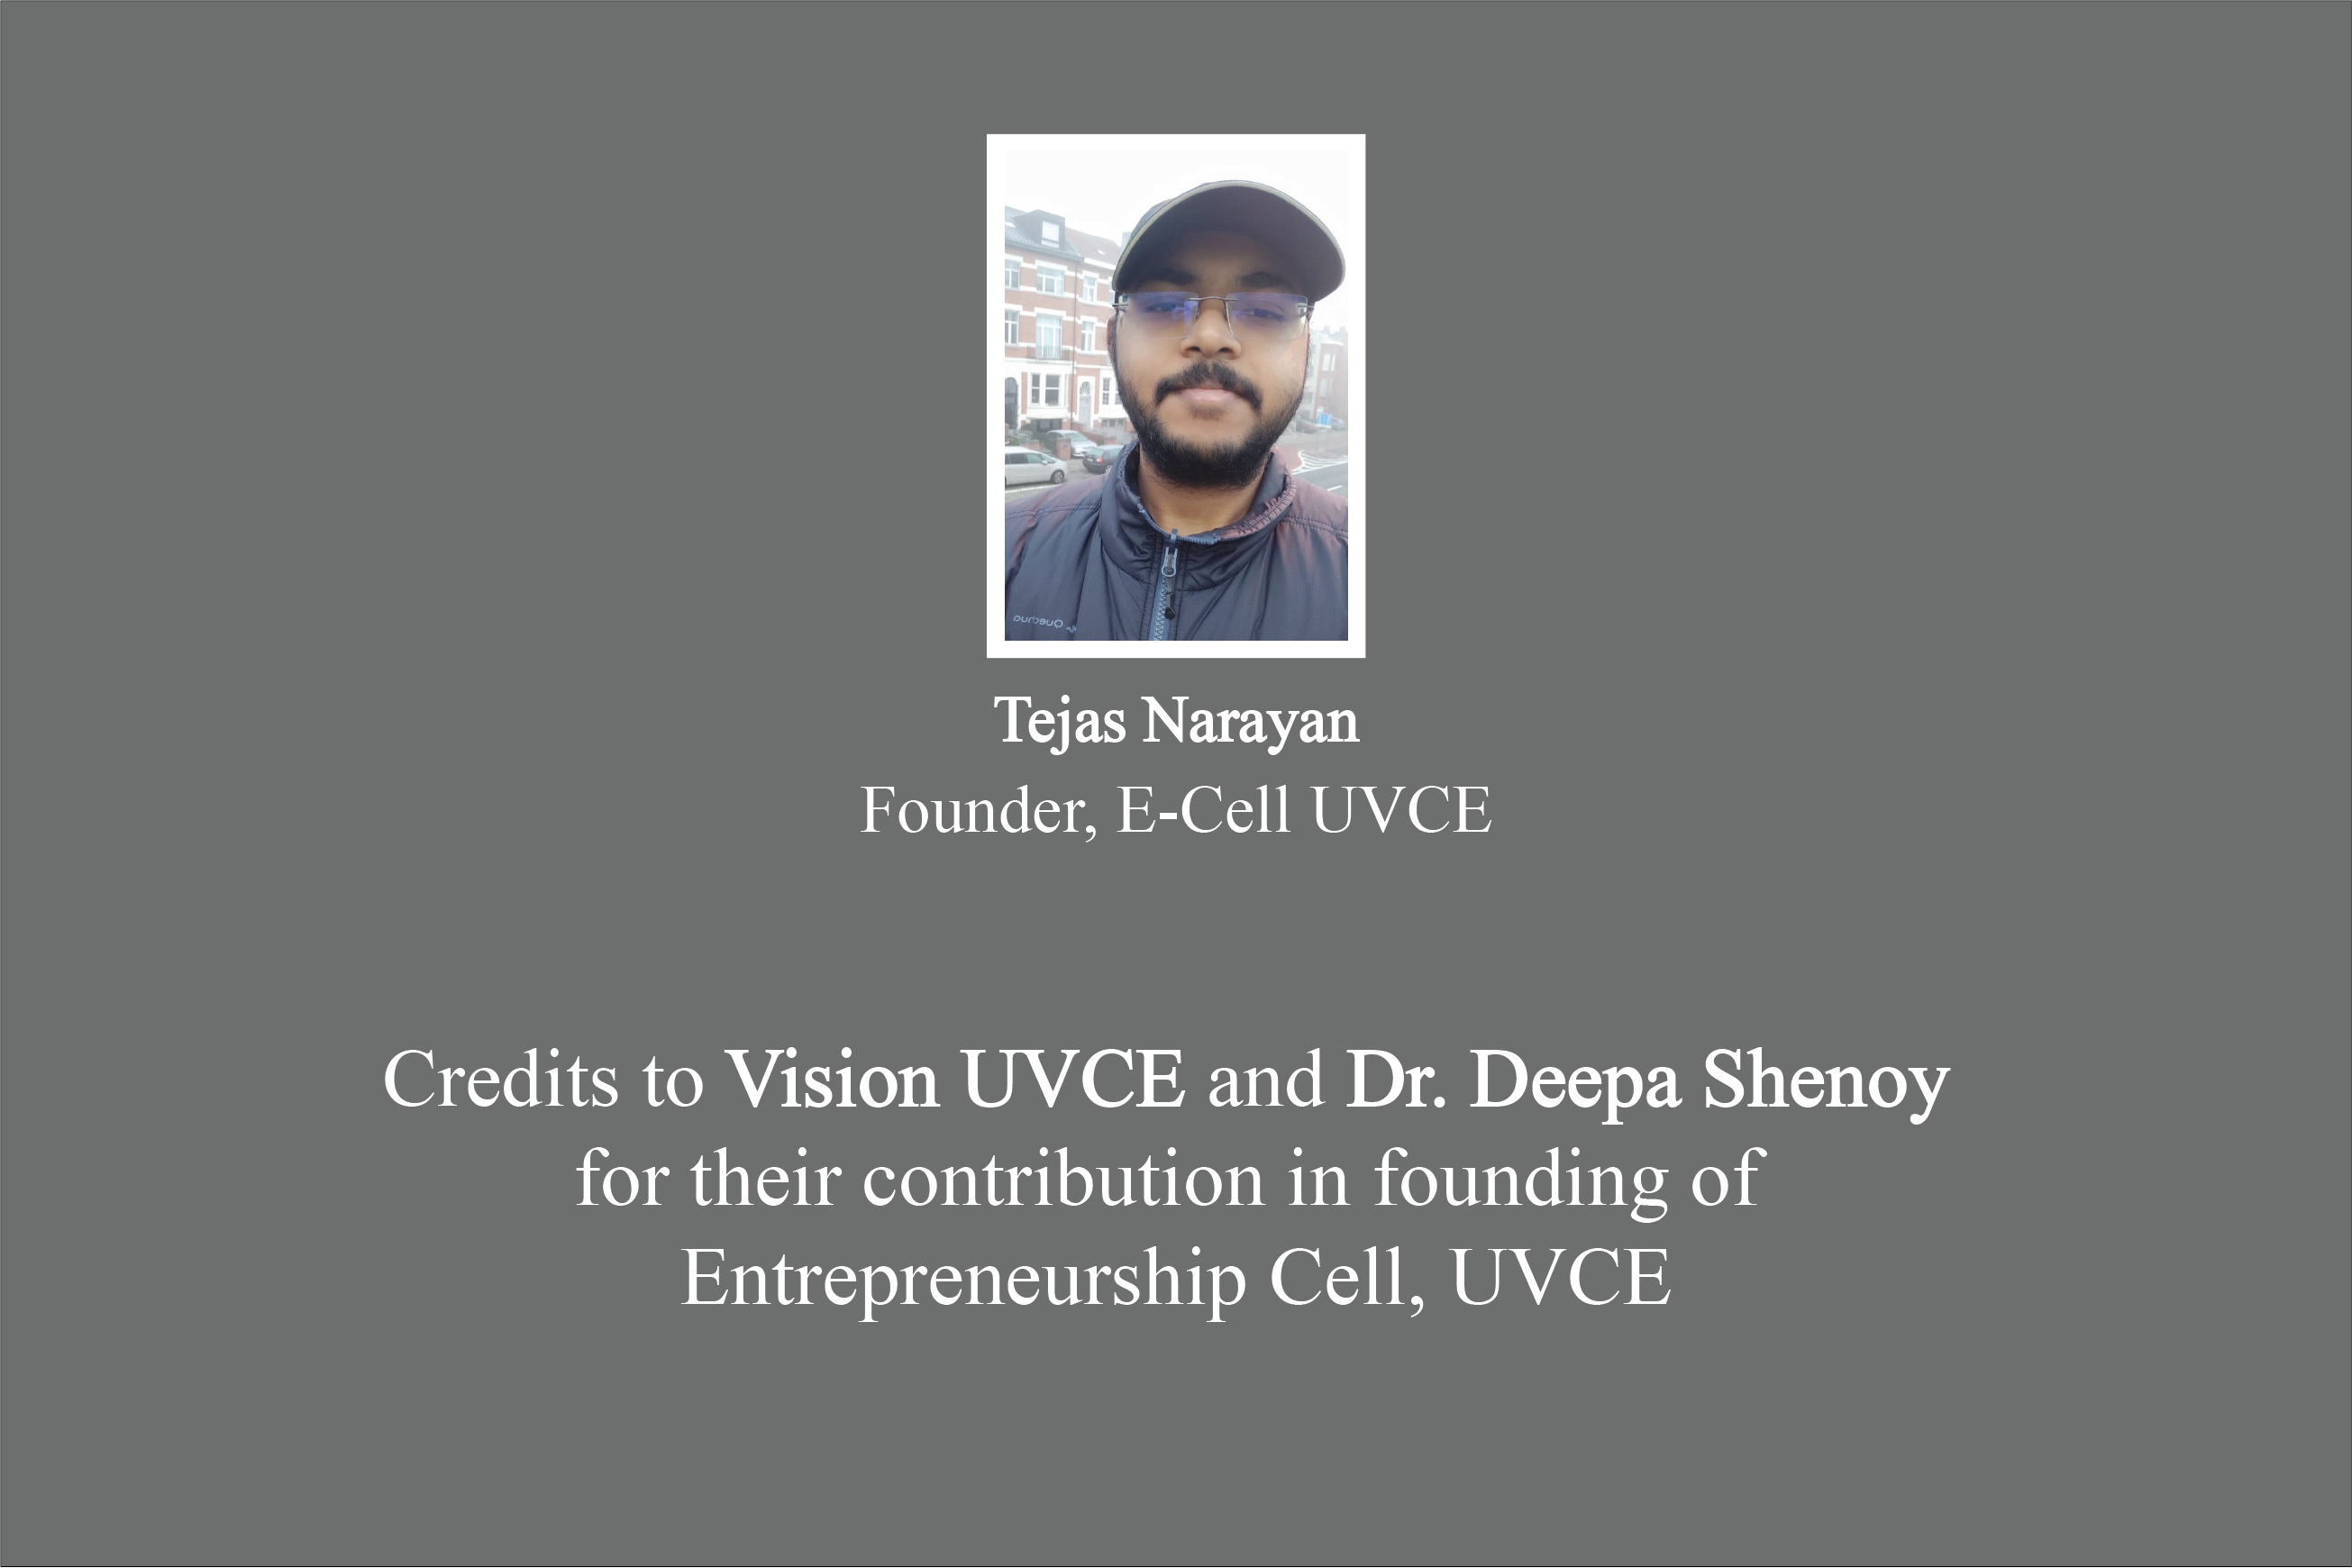 Quechua
Tejas Narayan
Founder, E-Cell UVCE
Credits to Vision UVCE and Dr. Deepa Shenoy
for their contribution in founding of
Entrepreneurship Cell, UVCE